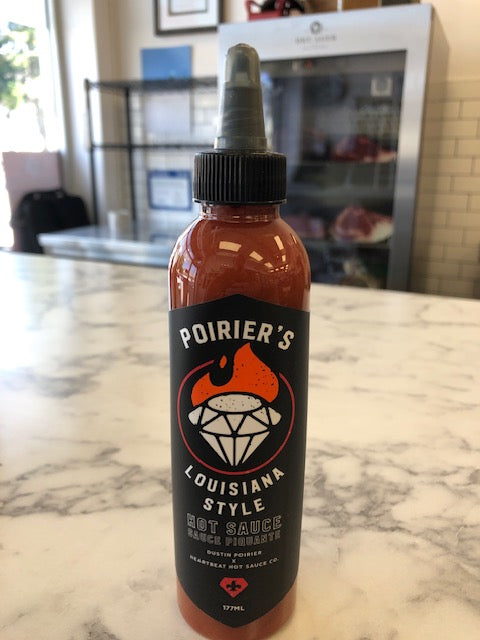 POIRIER'S
LOUISIANA
STYLE
HOT SAUCE
SAUCE PIQUANTE
DUSTIN POIRIER
X
HEARTBEAT HOT SAUCE CO.
177ML